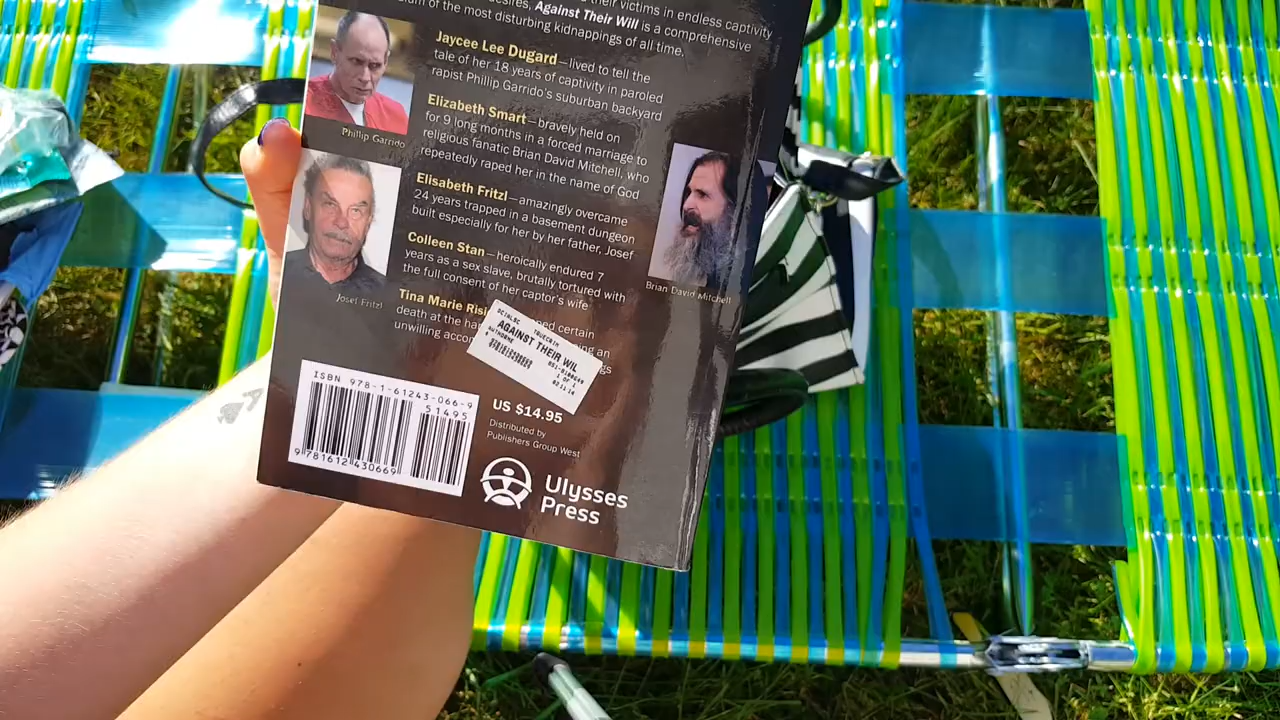 their victims in endless captivity
desires, Against Their Will is a comprehensive
of the most disturbing kidnappings of all time.
Jaycee Lee Dugard—lived to tell the
tale of her 18 years of captivity in paroled
rapist Phillip Garrido's suburban backyard
Phillip Garrido
Elizabeth Smart—bravely held on
for 9 long months in a forced marriage to
religious fanatic Brian David Mitchell, who
repeatedly raped her in the name of God
Elisabeth Fritzl—amazingly overcame
24 years trapped in a basement dungeon
built especially for her by her father, Josef
Josef Fritzl
Brian David Mitchell
Colleen Stan—heroically endured 7
years as a sex slave, brutally tortured with
the full consent of her captor's wife
Tina Marie Risi
certain
death at the
an
unwilling
AGAINST THEIR WIL
ISBN 978-1-61243-066-9
51495
9 781612 430669
US $14.95
Distributed by
Publishers Group West
Ulysses
Press